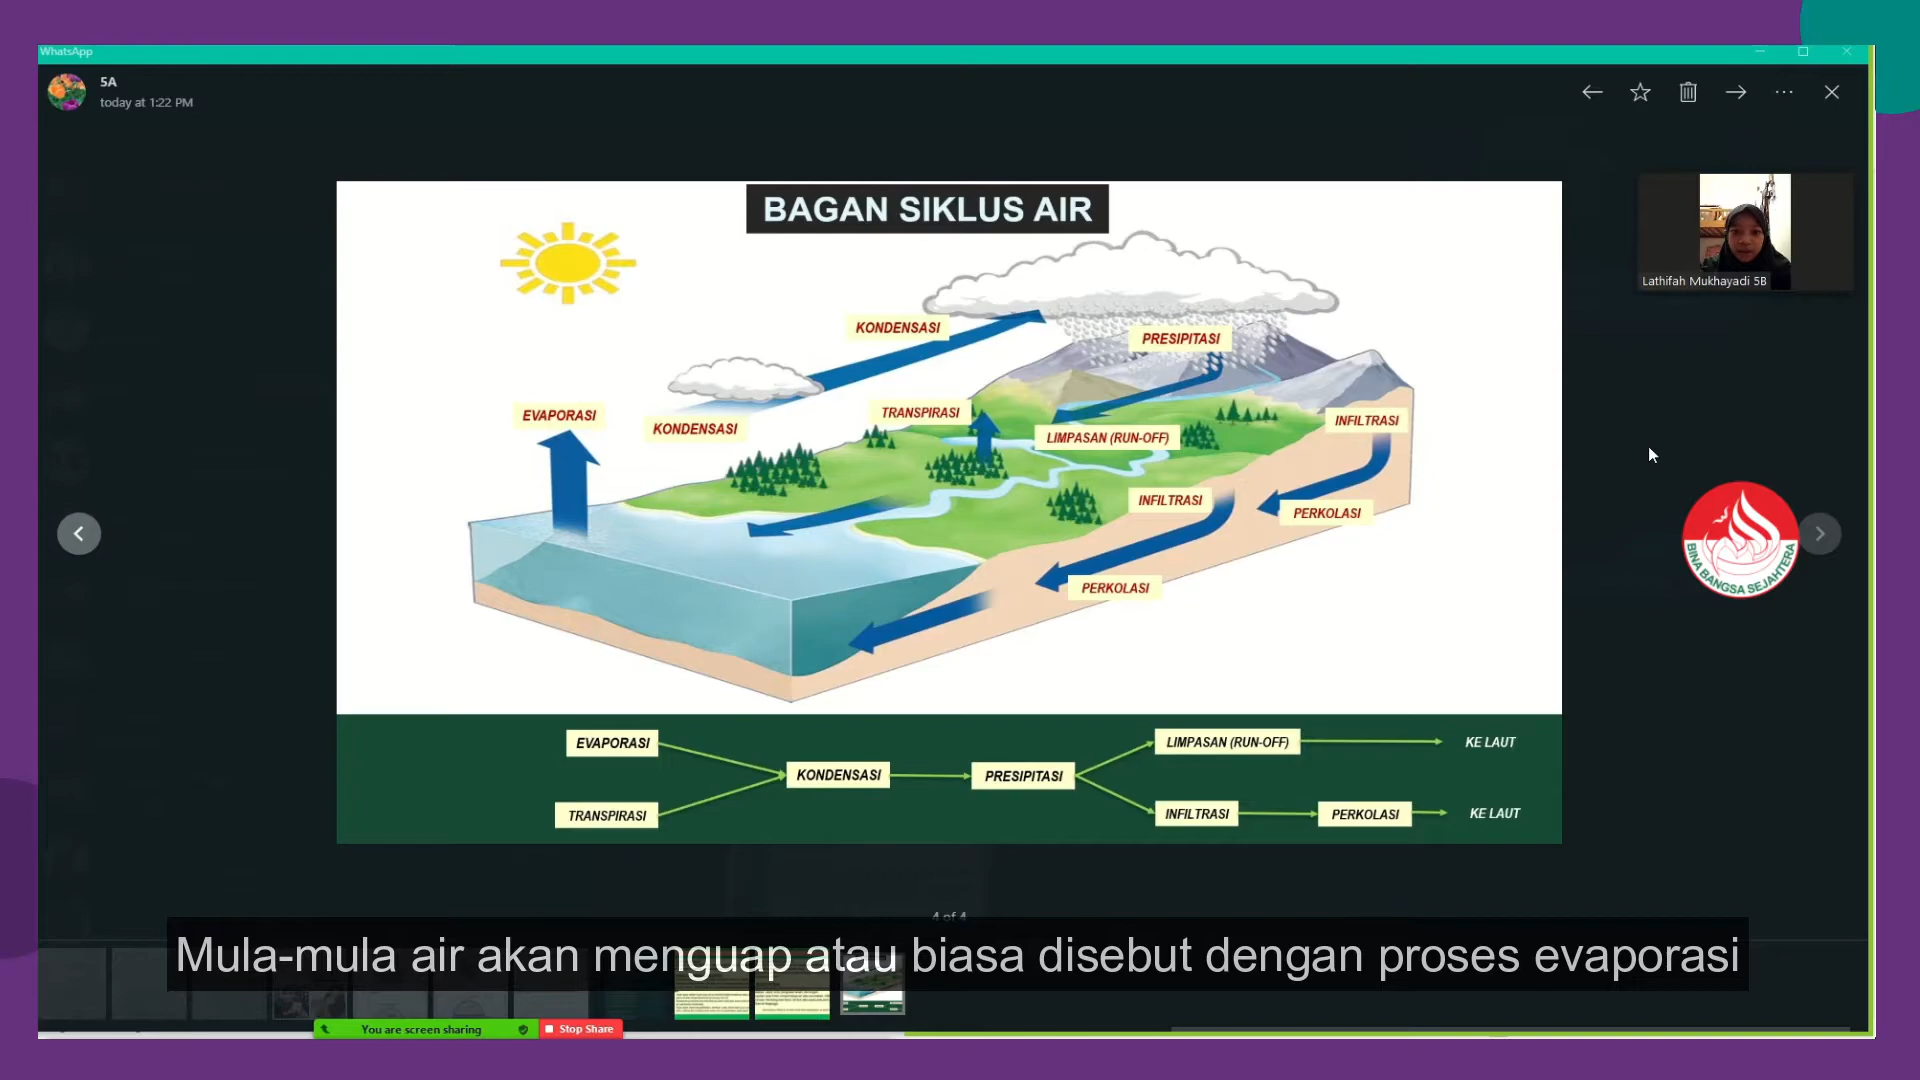 WhatsApp
5A
today at 1:22 PM
BAGAN SIKLUS AIR
KONDENSASI
PRESIPITASI
EVAPORASI
KONDENSASI
TRANSPIRASI
LIMPASAN (RUN-OFF)
INFILTRASI
INFILTRASI
PERKOLASI
PERKOLASI
Lathifah Mukhayadi 5B
BINA BANGSA SEJAHTERA
EVAPORASI
TRANSPIRASI
KONDENSASI
PRESIPITASI
LIMPASAN (RUN-OFF)
KE LAUT
INFILTRASI
PERKOLASI
KE LAUT
4 of 4
Mula-mula air akan menguap atau biasa disebut dengan proses evaporasi
You are screen sharing
Stop Share